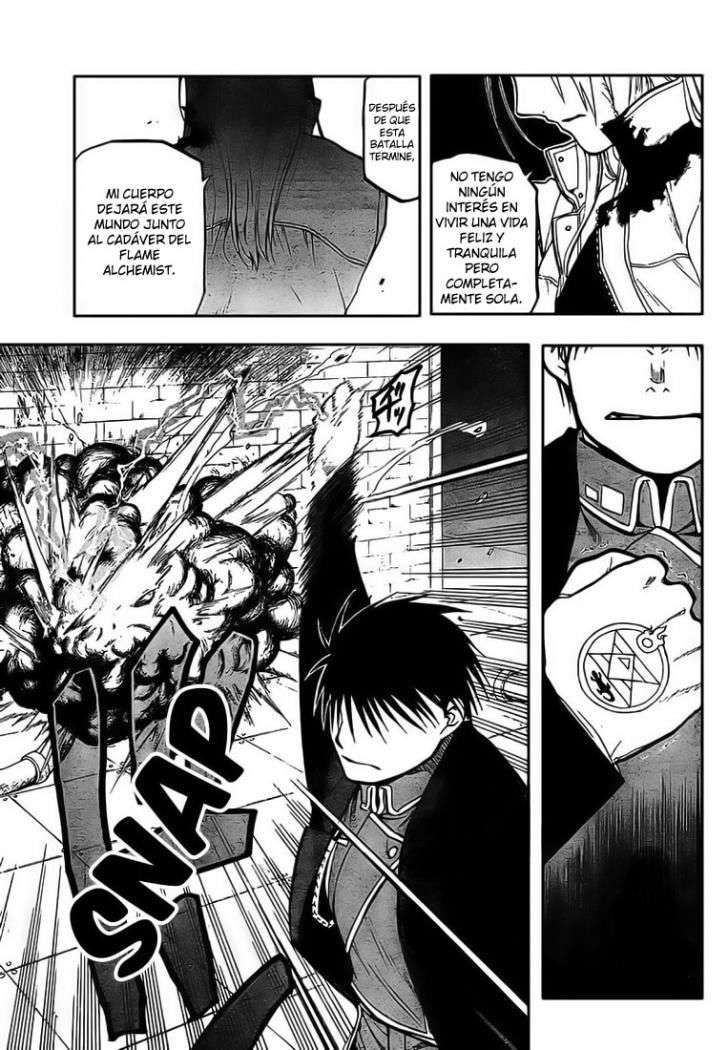 NO TENGO
NINGÚN
INTERÉS EN
VIVIR UNA VIDA
FELIZ Y
TRANQUILA
PERO
COMPLETA-
MENTE SOLA.
DESPUÉS
DE QUE
ESTA
BATALLA
TERMINE,
MI CUERPO
DEJARÁ ESTE
MUNDO JUNTO
AL CADÁVER DEL
FLAME
ALCHEMIST.
SNAP